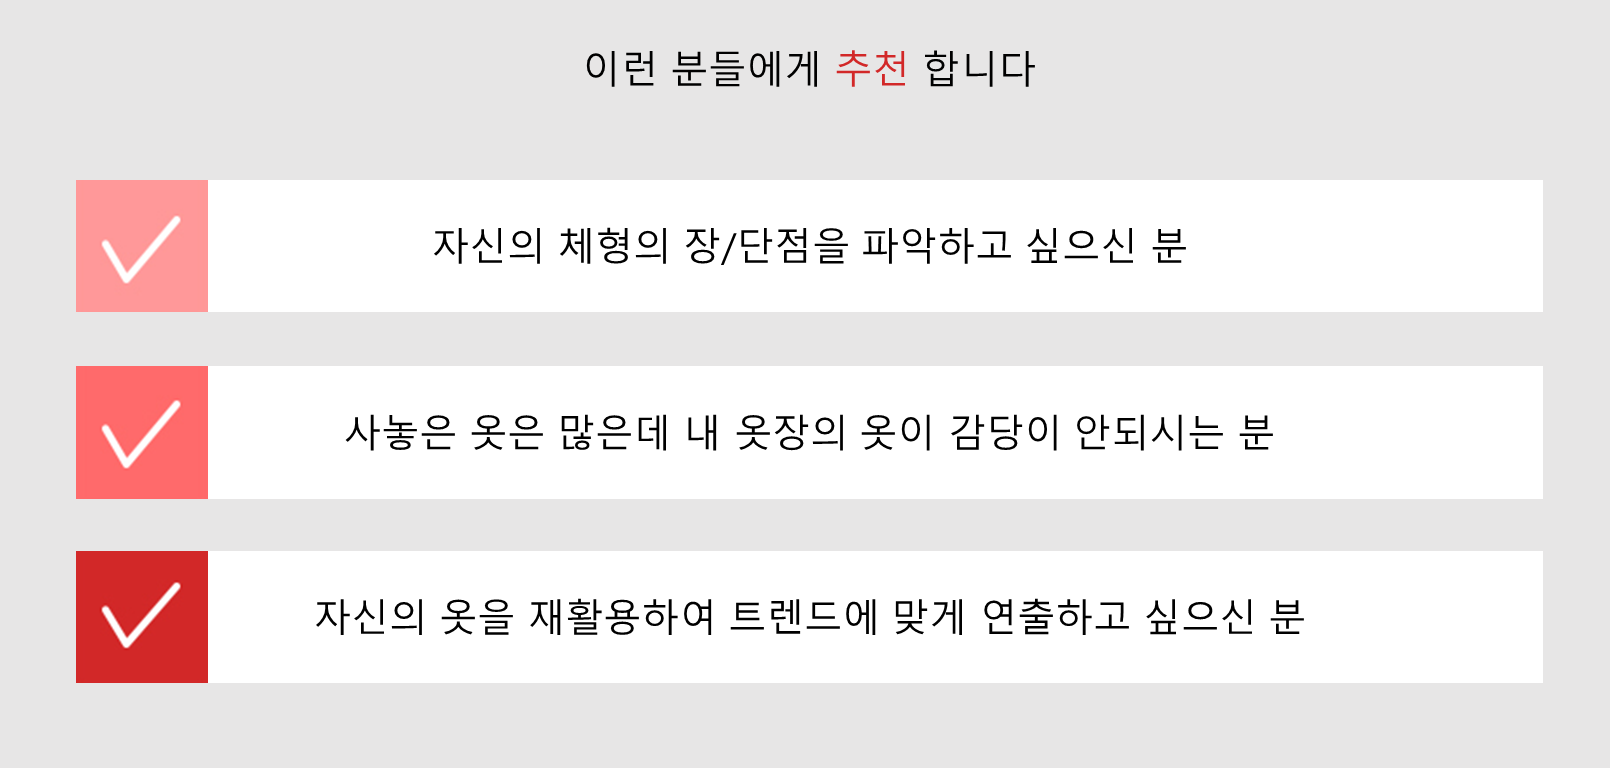 이런 분들에게 추천 합니다
자신의 체형의 장/단점을 파악하고 싶으신 분
사놓은 옷은 많은데 내 옷장의 옷이 감당이 안되시는 분
자신의 옷을 재활용하여 트렌드에 맞게 연출하고 싶으신 분